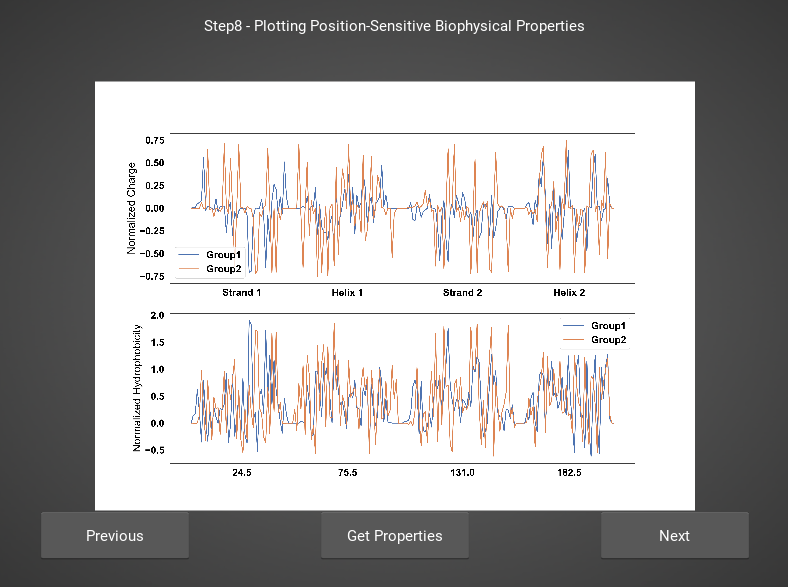 Step8 - Plotting Position-Sensitive Biophysical Properties
Normalized Charge
0.75
0.50
0.25
0.00
−0.25
−0.50
−0.75
Group1
Group2
Strand 1 Helix 1 Strand 2 Helix 2
Normalized Hydrophobicity
2.0
1.5
1.0
0.5
0.0
−0.5
Group1
Group2
24.5 75.5 131.0 182.5
Previous Get Properties Next